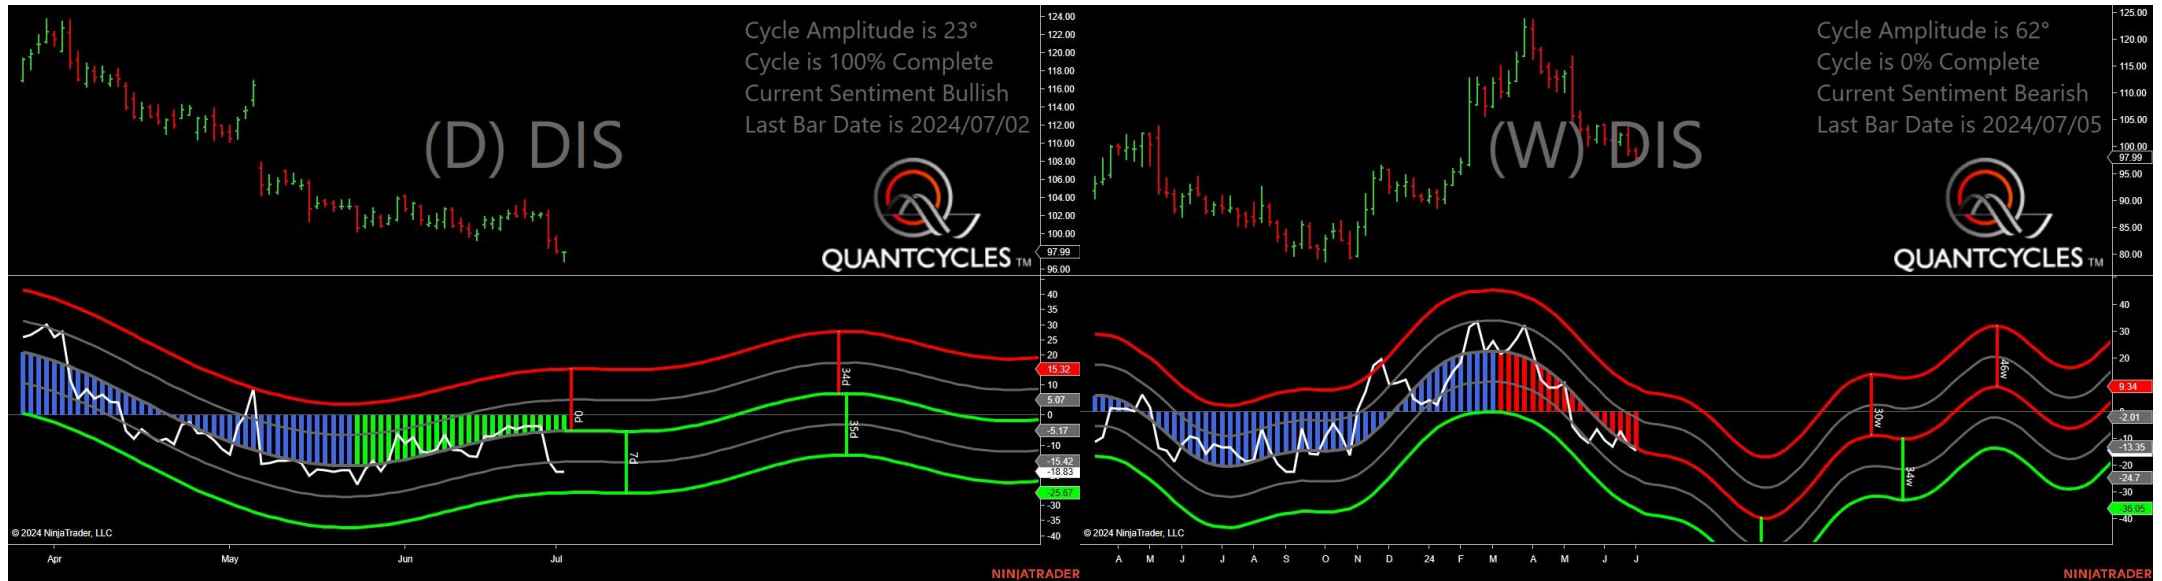 Cycle Amplitude is 23°
Cycle is 100% Complete
Current Sentiment Bullish
Last Bar Date is 2024/07/02
(D) DIS
QUANTCYCLES TM
124.00
122.00
120.00
118.00
116.00
114.00
112.00
110.00
108.00
106.00
104.00
102.00
100.00
97.99
96.00
40
35
30
25
20
15.32
10
5.07
0
-5.17
-10
-15.42
-18.83
-25.67
-30
-35
-40
0d
7d
34d
35d
© 2024 NinjaTrader, LLC
Apr May Jun Jul
NINJATRADER
Cycle Amplitude is 62°
Cycle is 0% Complete
Current Sentiment Bearish
Last Bar Date is 2024/07/05
(W) DIS
QUANTCYCLES TM
125.00
120.00
115.00
110.00
105.00
100.00
97.99
95.00
90.00
85.00
80.00
40
30
20
9.34
-2.01
-10
-13.35
-20
-24.7
-30
-36.05
-40
30w
34w
46w
© 2024 NinjaTrader, LLC
A M J J A S O N D 24 F M A M J J
NINJATRADER